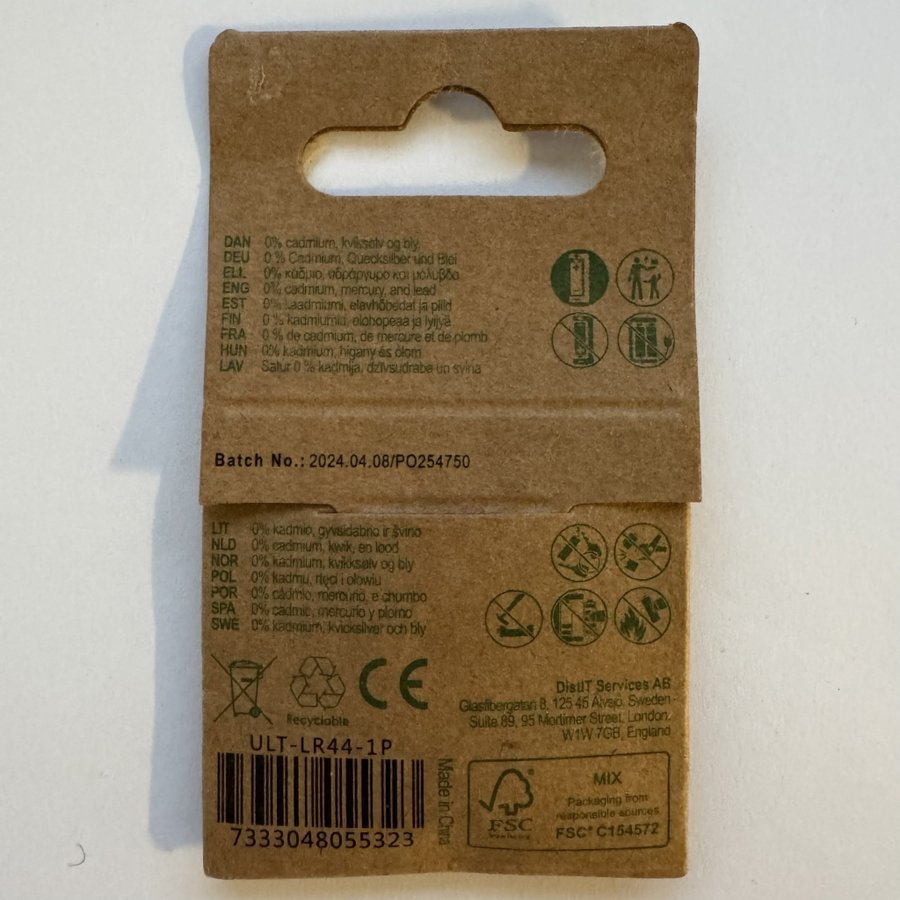 DAN 0% cadmium, kviksølv og bly
DEU 0 % Cadmium, Quecksilber und Blei
ELL 0% κάδμιο, υδράργυρο και μόλυβδο
ENG 0% cadmium, mercury, and lead
EST 0% kaadmiumi, elavhõbedat ja pliid
FIN 0 % kadmiumia, elohopeaa ja lyijyä
FRA 0 % de cadmium, de mercure et de plomb
HUN 0% kadmium, higany és ólom
LAV Satur 0 % kadmija, dzīvsudraba un svina
Batch No.: 2024.04.08/PO254750
LIT 0% kadmio, gyvsidabrio ir švino
NLD 0% cadmium, kwik, en lood
NOR 0% kadmium, kvikksølv og bly
POL 0% kadmu, rtęci i ołowiu
POR 0% cádmio, mercurio, e chumbo
SPA 0% cadmio, mercurio y plomo
SWE 0% kadmium, kvicksilver och bly
CE
Recyclable
DistIT Services AB
Glasfibergatan 8, 125 45 Älvsjö, Sweden
Suite 89, 95 Mortimer Street, London,
W1W 7GB, England
ULT-LR44-1P
7333048055323
Made in China
FSC
MIX
Packaging from
responsible sources
FSC® C154572